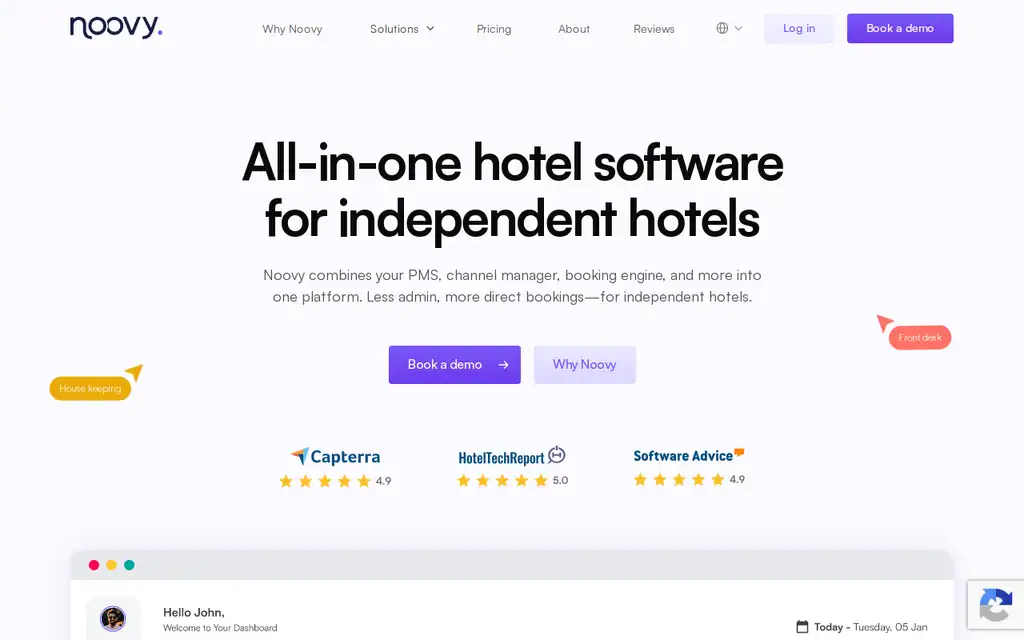 noovy.
Why Noovy
Solutions
Pricing
About
Reviews
Log in
Book a demo
All-in-one hotel software
for independent hotels
Noovy combines your PMS, channel manager, booking engine, and more into
one platform. Less admin, more direct bookings—for independent hotels.
Front desk
Book a demo →
Why Noovy
House keeping
Capterra
4.9
HotelTechReport
5.0
Software Advice
4.9
Hello John,
Welcome to Your Dashboard
Today - Tuesday, 05 Jan